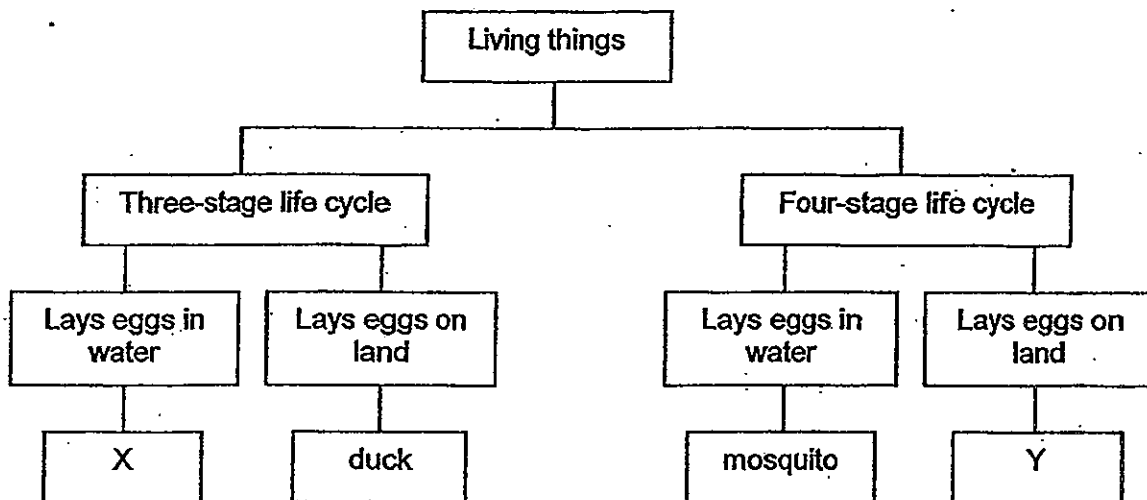 Living things
Three-stage life cycle
Four-stage life cycle
Lays eggs in
water
Lays eggs on
land
Lays eggs in
water
Lays eggs on
land
X
duck
mosquito
Y